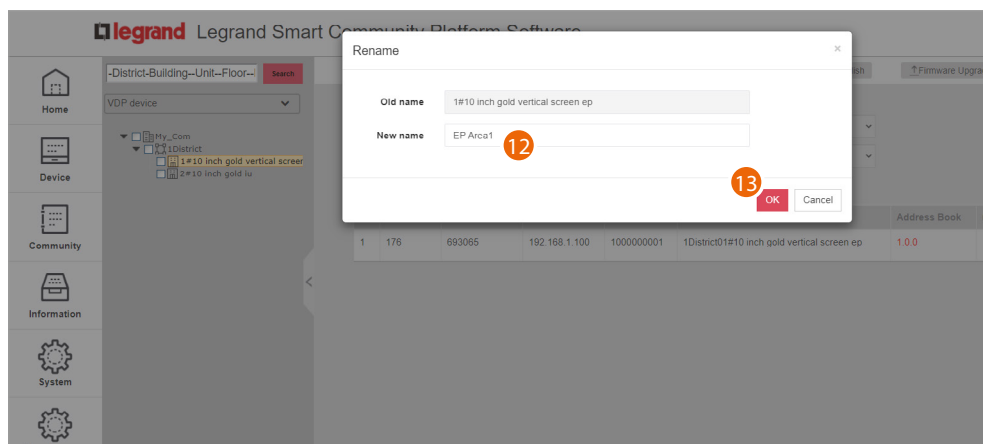 legrand Legrand Smart Community Platform Software
Rename
×
-District-Building--Unit--Floor--
Search
Firmware Upgra
Home
VDP device
Old name
1#10 inch gold vertical screen ep
New name
EP Area1
12
My_Com
1District
1#10 inch gold vertical screen
2#10 inch gold iu
Device
13
OK
Cancel
Community
Address Book
1 176 693065 192.168.1.100 1000000001 1District01#10 inch gold vertical screen ep 1.0.0
Information
System